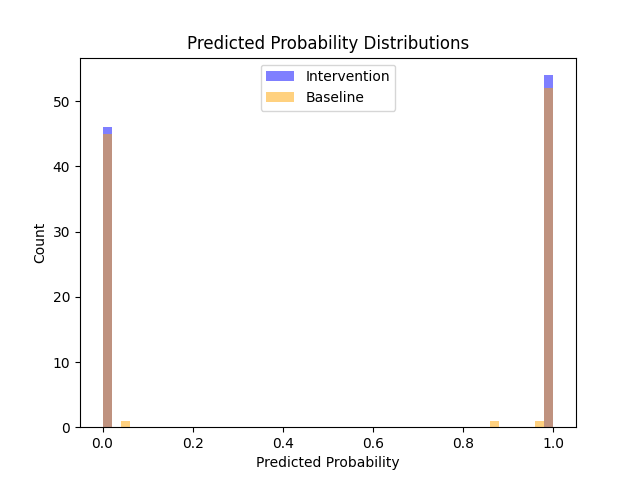 Predicted Probability Distributions
Intervention
Baseline
Count
50
40
30
20
10
0
0.0 0.2 0.4 0.6 0.8 1.0
Predicted Probability